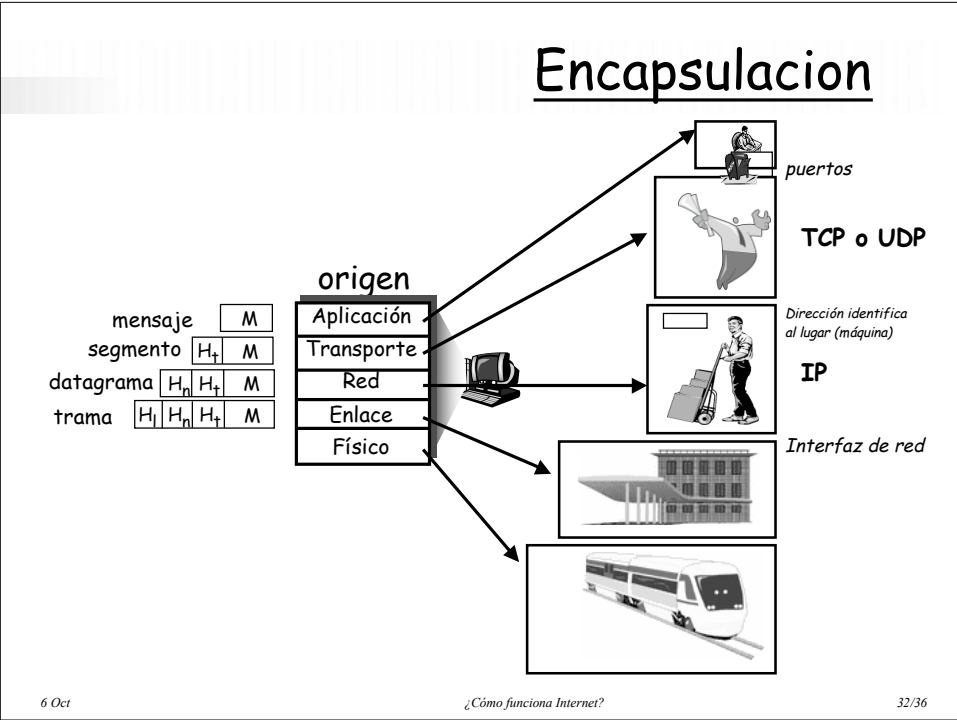 Encapsulacion
puertos
TCP o UDP
origen
mensaje M
Aplicación
segmento Ht M
Transporte
datagrama Hn Ht M
Red
trama Hl Hn Ht M
Enlace
Físico
Dirección identifica
al lugar (máquina)
IP
Interfaz de red
6 Oct ¿Cómo funciona Internet? 32/36